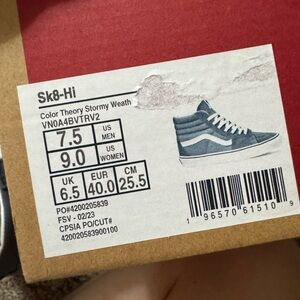 Sk8-Hi
Color Theory Stormy Weath
VN0A4BVTRV2
7.5 US MEN
9.0 US WOMEN
UK EUR CM
6.5 40.0 25.5
PO#4200205839
FSV - 02/23
CPSIA PO/CUT#
420020583900100
1 96570 61510 9